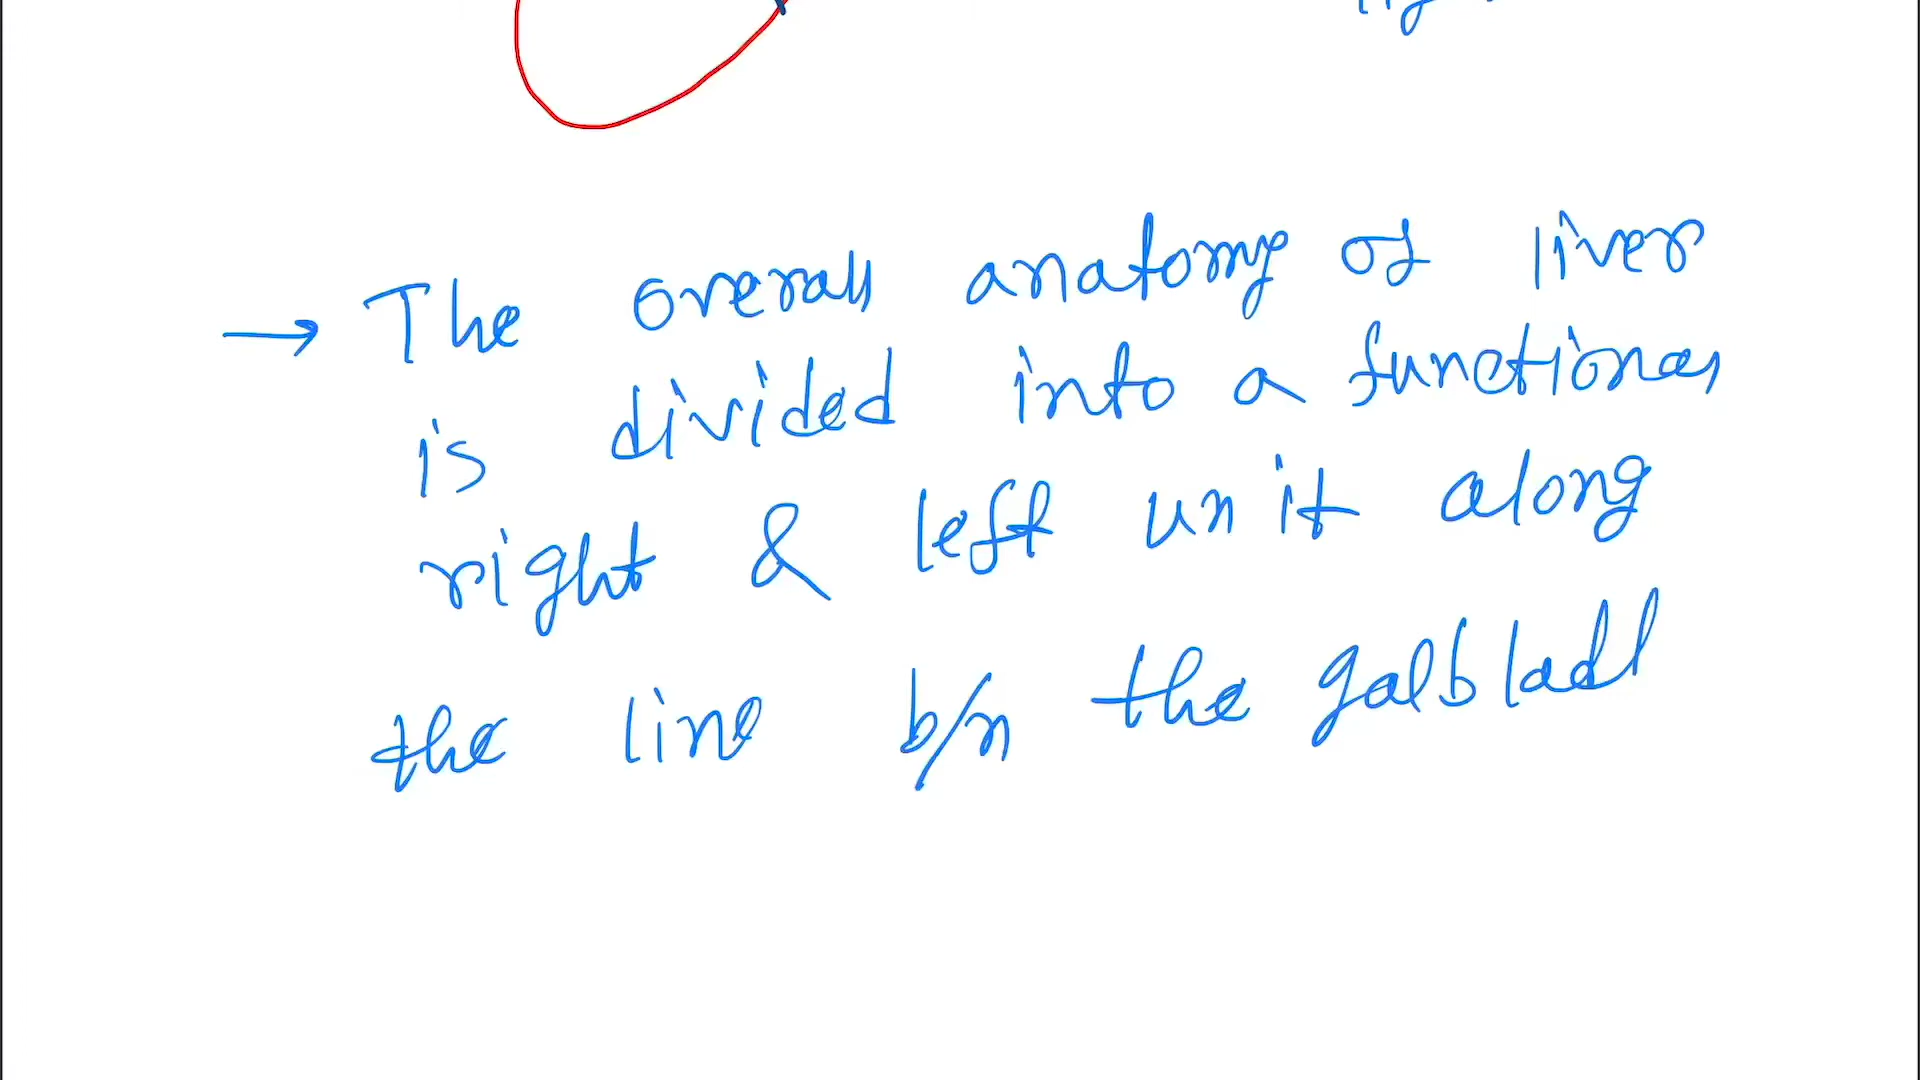 → The overall anatomy of liver
is divided into a functional
right & left unit along
the line b/n the galbladd